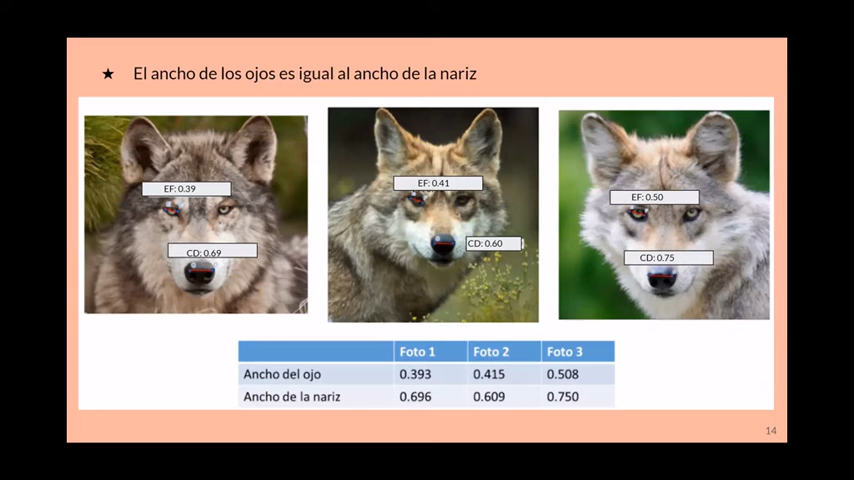 ★ El ancho de los ojos es igual al ancho de la nariz
EF: 0.39
EF: 0.41
EF: 0.50
CD: 0.69
CD: 0.60
CD: 0.75
Foto 1 Foto 2 Foto 3
Ancho del ojo 0.393 0.415 0.508
Ancho de la nariz 0.696 0.609 0.750
14